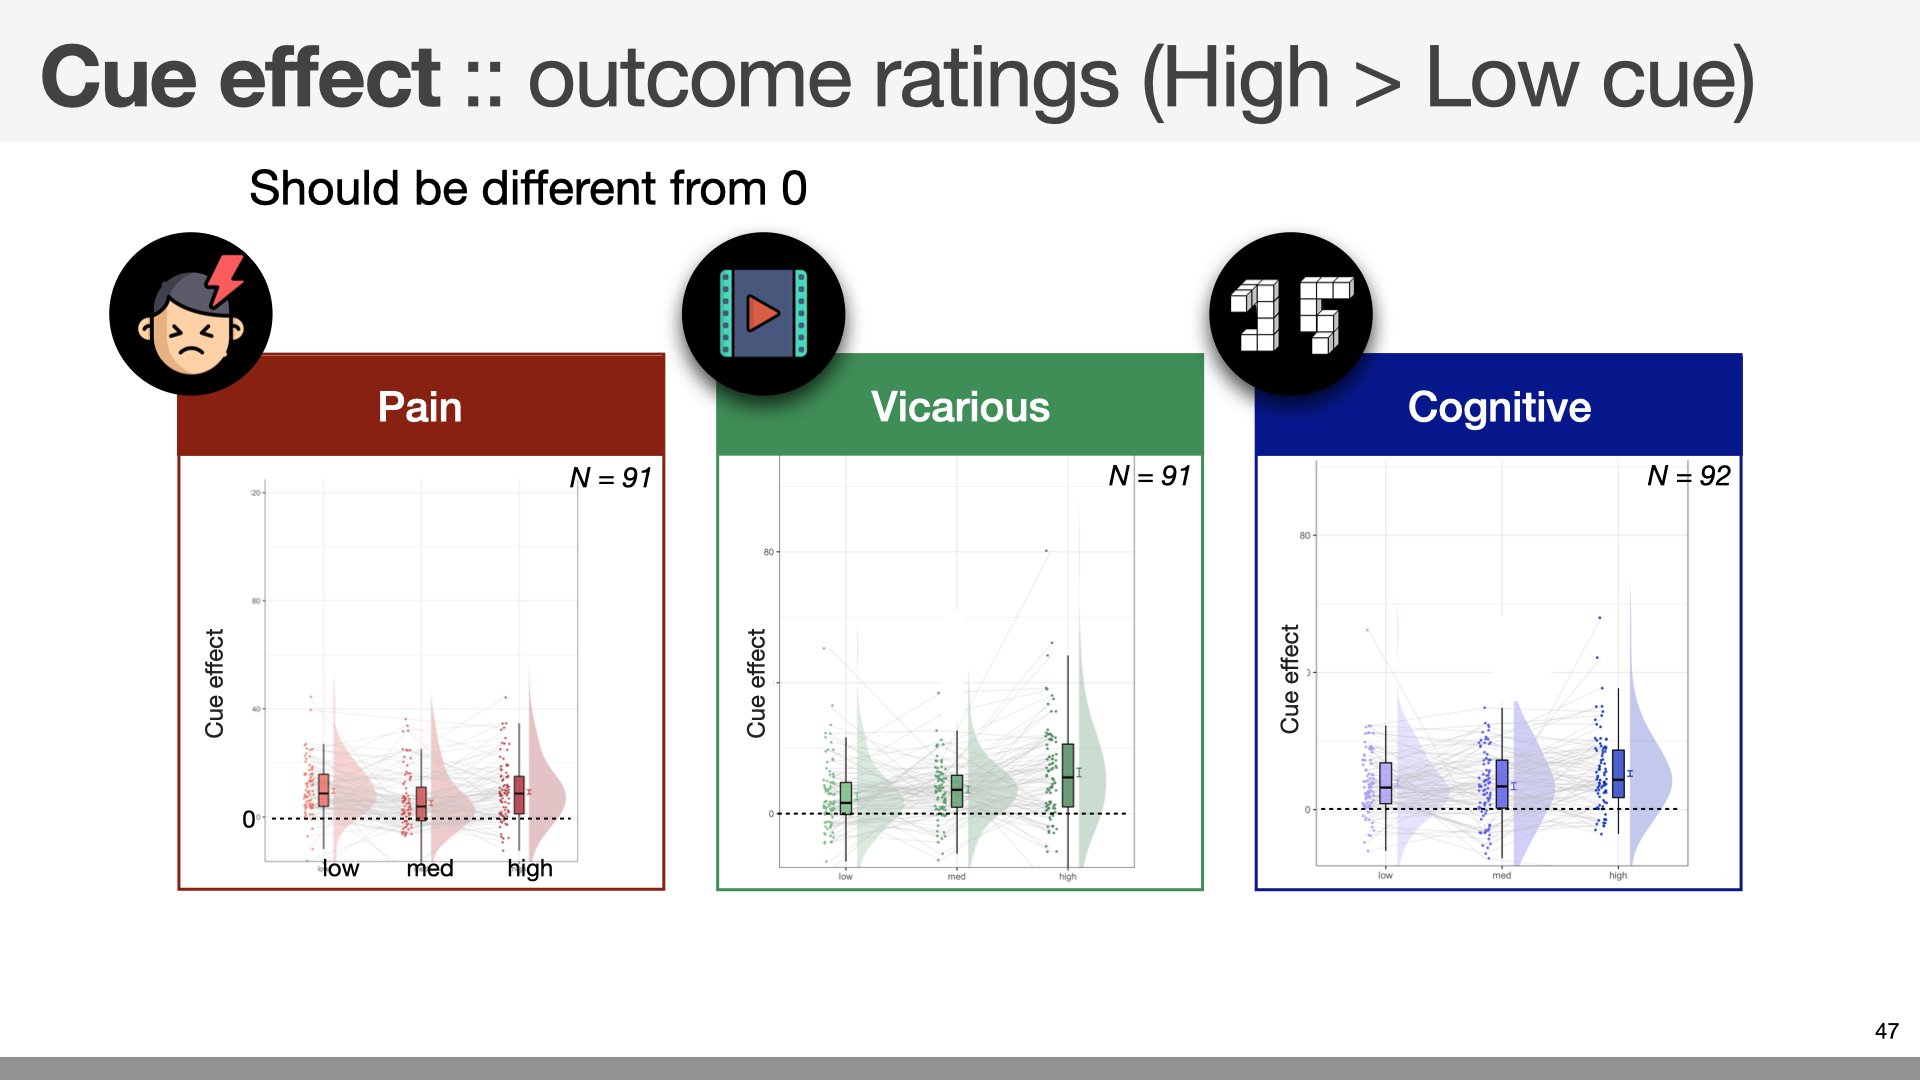 Cue effect :: outcome ratings (High > Low cue)
Should be different from 0
Pain
N = 91
20
80
40
0
Cue effect
low
med
high
Vicarious
N = 91
80
0
Cue effect
low
med
high
Cognitive
N = 92
80
0
Cue effect
low
med
high
47